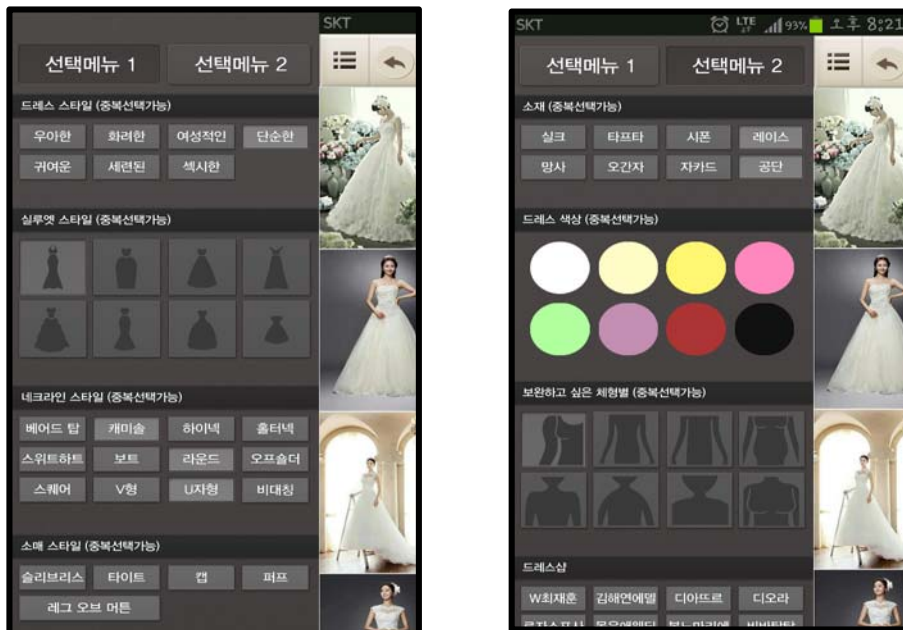 SKT
선택메뉴 1 선택메뉴 2
드레스 스타일 (중복선택가능)
우아한 화려한 여성적인 단순한
귀여운 세련된 섹시한
실루엣 스타일 (중복선택가능)
네크라인 스타일 (중복선택가능)
베어드 탑 캐미솔 하이넥 홀터넥
스위트하트 보트 라운드 오프숄더
스퀘어 V형 U자형 비대칭
소매 스타일 (중복선택가능)
슬리브리스 타이트 캡 퍼프
레그 오브 머튼
SKT LTE 93% 오후 8:21
선택메뉴 1 선택메뉴 2
소재 (중복선택가능)
실크 타프타 시폰 레이스
망사 오간자 자카드 공단
드레스 색상 (중복선택가능)
보완하고 싶은 체형별 (중복선택가능)
드레스샵
W최재훈 김해연에델 디아뜨르 디오라